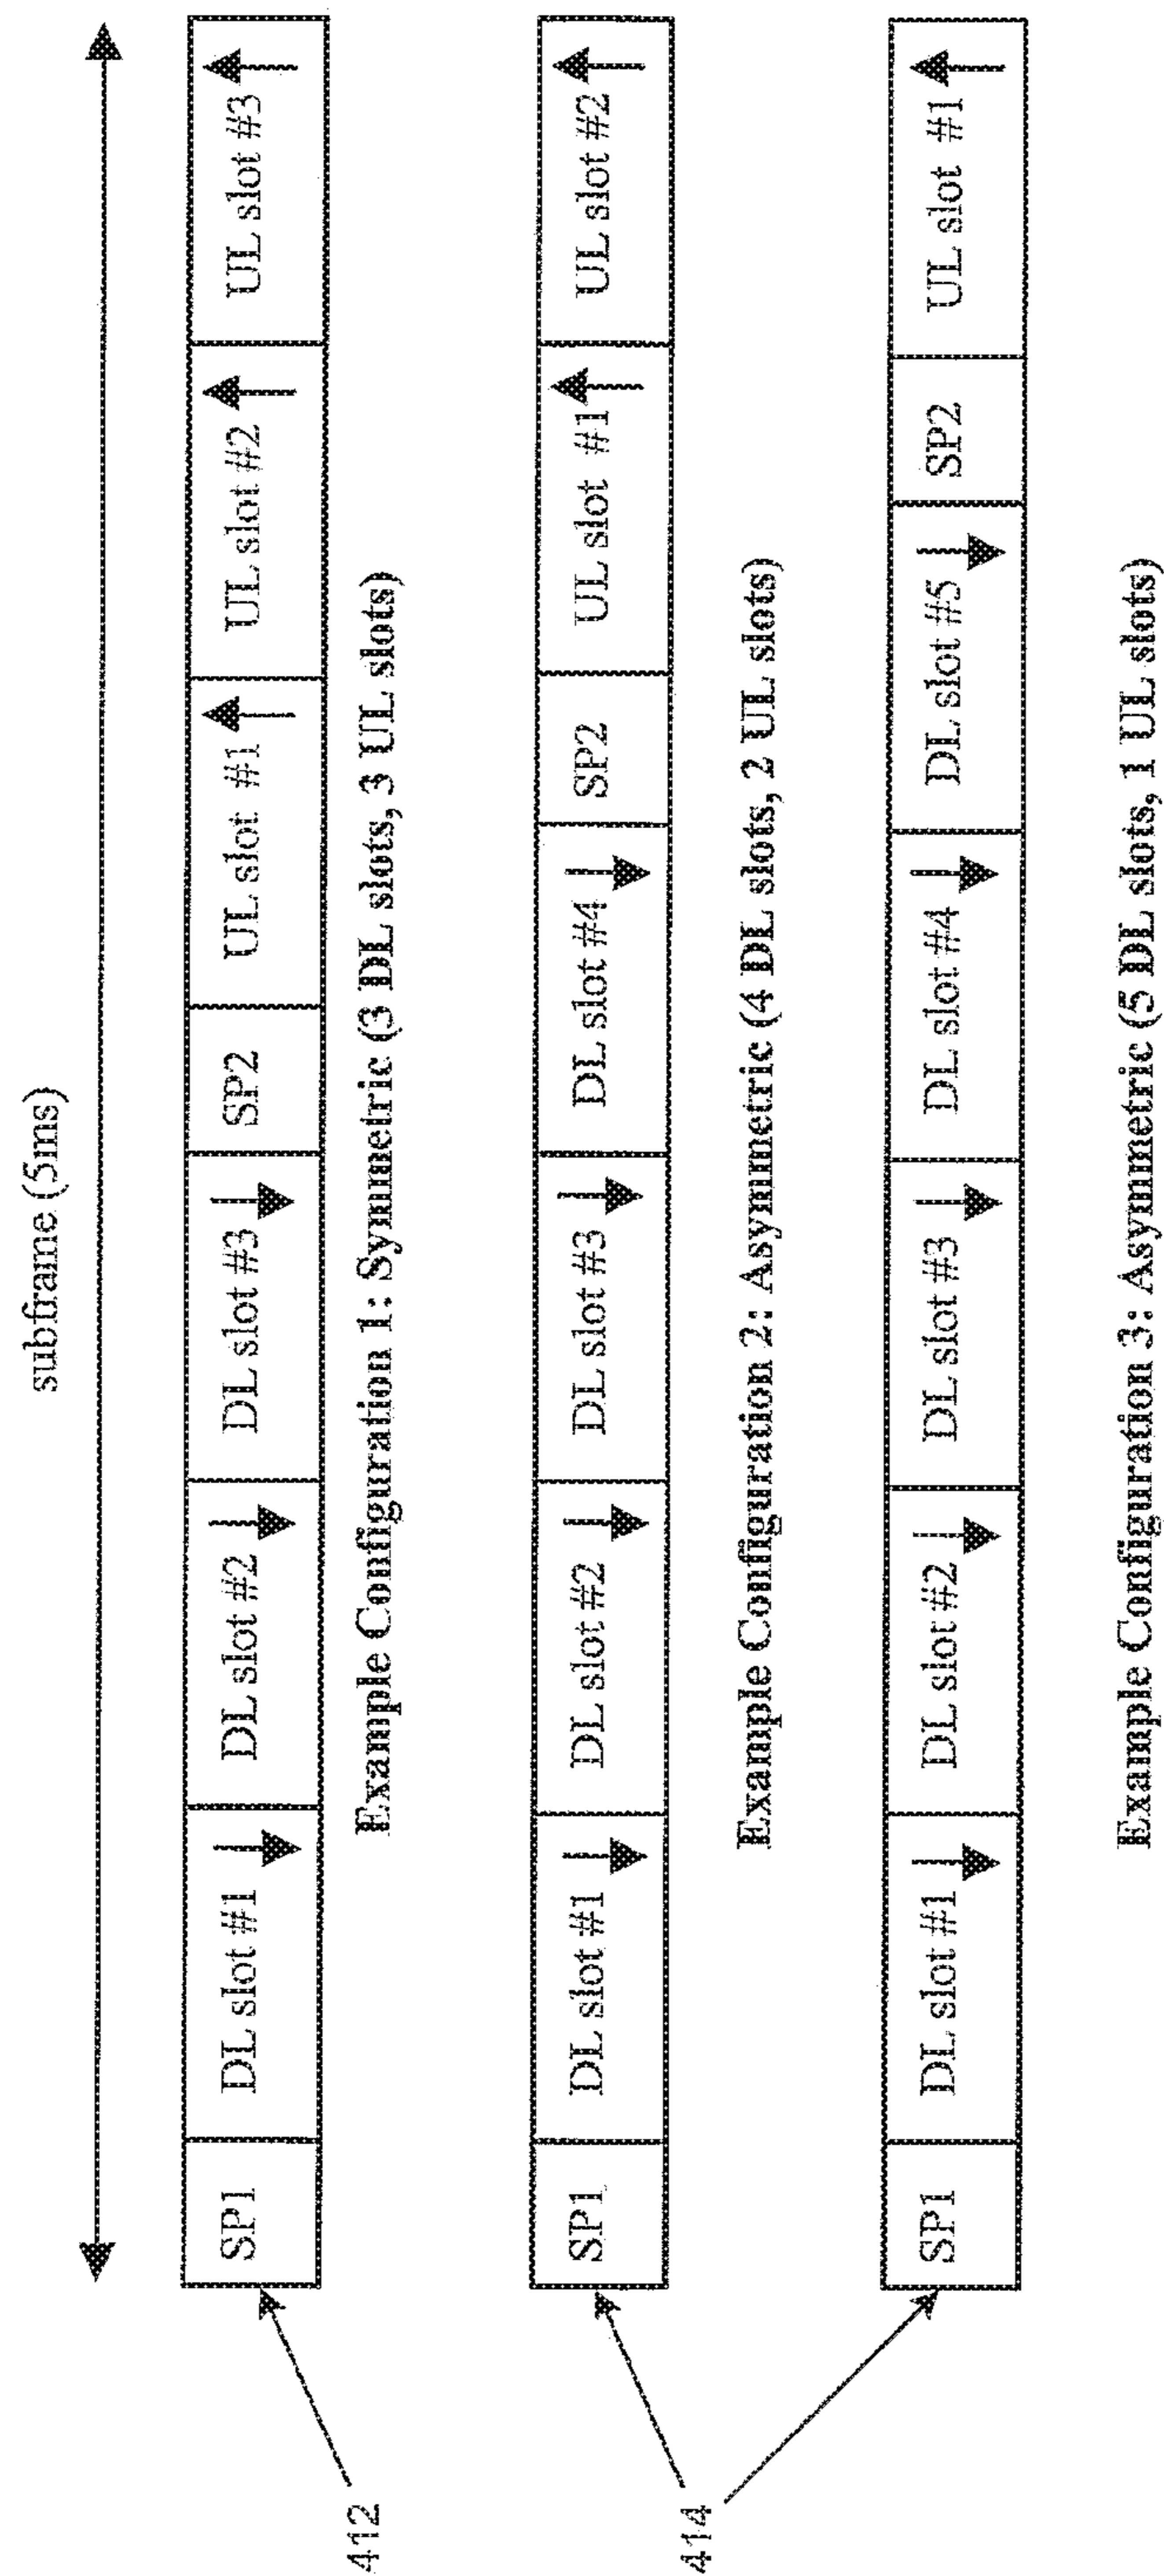 subframe (5ms)
SP1 DL slot #1 DL slot #2 DL slot #3 SP2 UL slot #1 UL slot #2 UL slot #3
412
Example Configuration 1: Symmetric (3 DL slots, 3 UL slots)
SP1 DL slot #1 DL slot #2 DL slot #3 DL slot #4 SP2 UL slot #1 UL slot #2
414
Example Configuration 2: Asymmetric (4 DL slots, 2 UL slots)
SP1 DL slot #1 DL slot #2 DL slot #3 DL slot #4 DL slot #5 SP2 UL slot #1
Example Configuration 3: Asymmetric (5 DL slots, 1 UL slots)